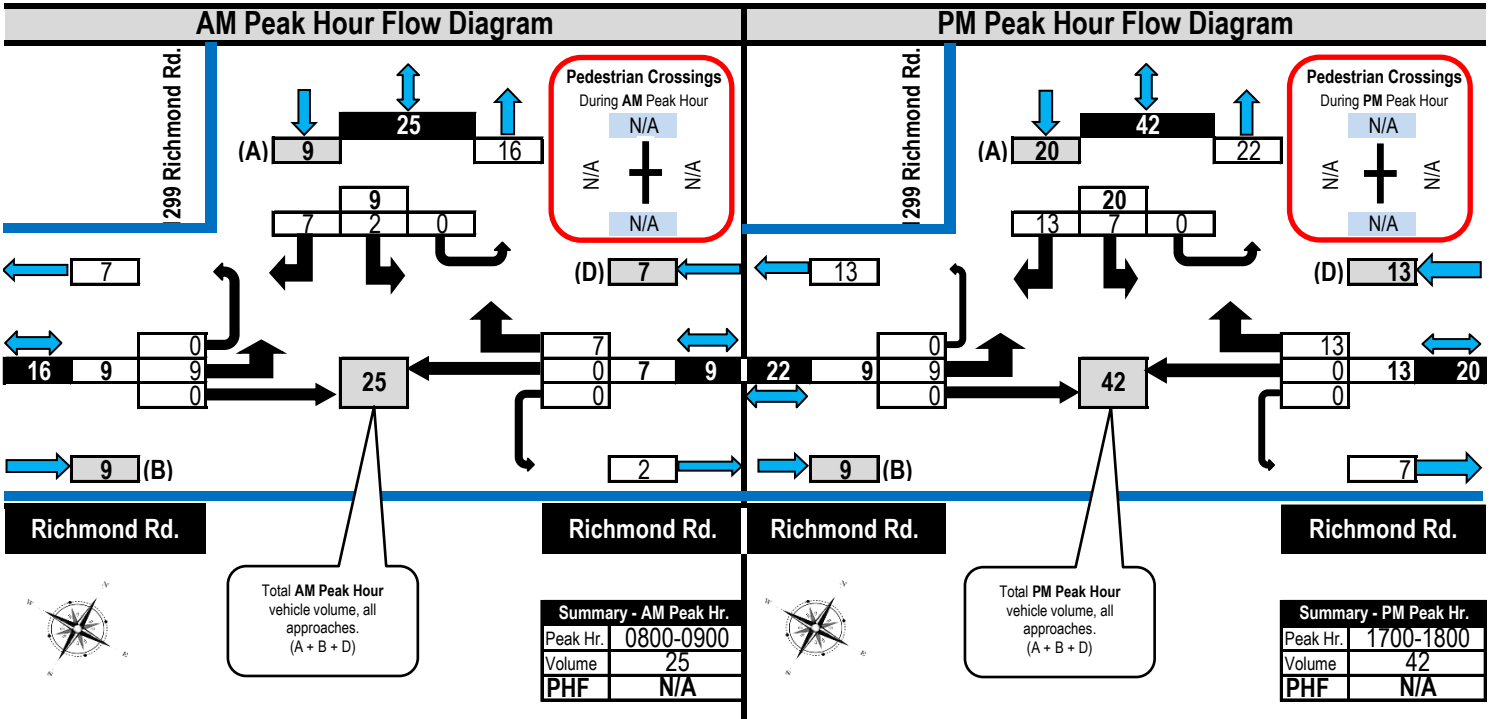 AM Peak Hour Flow Diagram
1299 Richmond Rd.
25
(A) 9 16
9
7 2 0
Pedestrian Crossings
During AM Peak Hour
N/A
N/A N/A
N/A
7
(D) 7
0
16 9 9
0
25
7
0 7 9
0
9 (B)
2
Richmond Rd.
Richmond Rd.
Total AM Peak Hour
vehicle volume, all
approaches.
(A + B + D)
Summary - AM Peak Hr.
Peak Hr. 0800-0900
Volume 25
PHF N/A
PM Peak Hour Flow Diagram
1299 Richmond Rd.
42
(A) 20 22
20
13 7 0
Pedestrian Crossings
During PM Peak Hour
N/A
N/A N/A
N/A
13
(D) 13
0
22 9 9
0
42
13
0 13 20
0
9 (B)
7
Richmond Rd.
Richmond Rd.
Total PM Peak Hour
vehicle volume, all
approaches.
(A + B + D)
Summary - PM Peak Hr.
Peak Hr. 1700-1800
Volume 42
PHF N/A